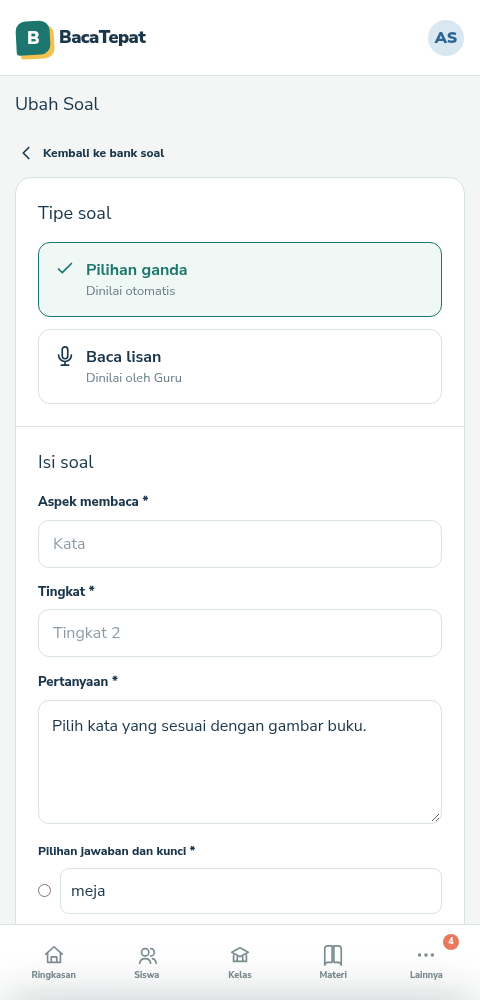 B BacaTepat
AS
Ubah Soal
Kembali ke bank soal
Tipe soal
Pilihan ganda
Dinilai otomatis
Baca lisan
Dinilai oleh Guru
Isi soal
Aspek membaca *
Kata
Tingkat *
Tingkat 2
Pertanyaan *
Pilih kata yang sesuai dengan gambar buku.
Pilihan jawaban dan kunci *
meja
4
Ringkasan Siswa Kelas Materi Lainnya